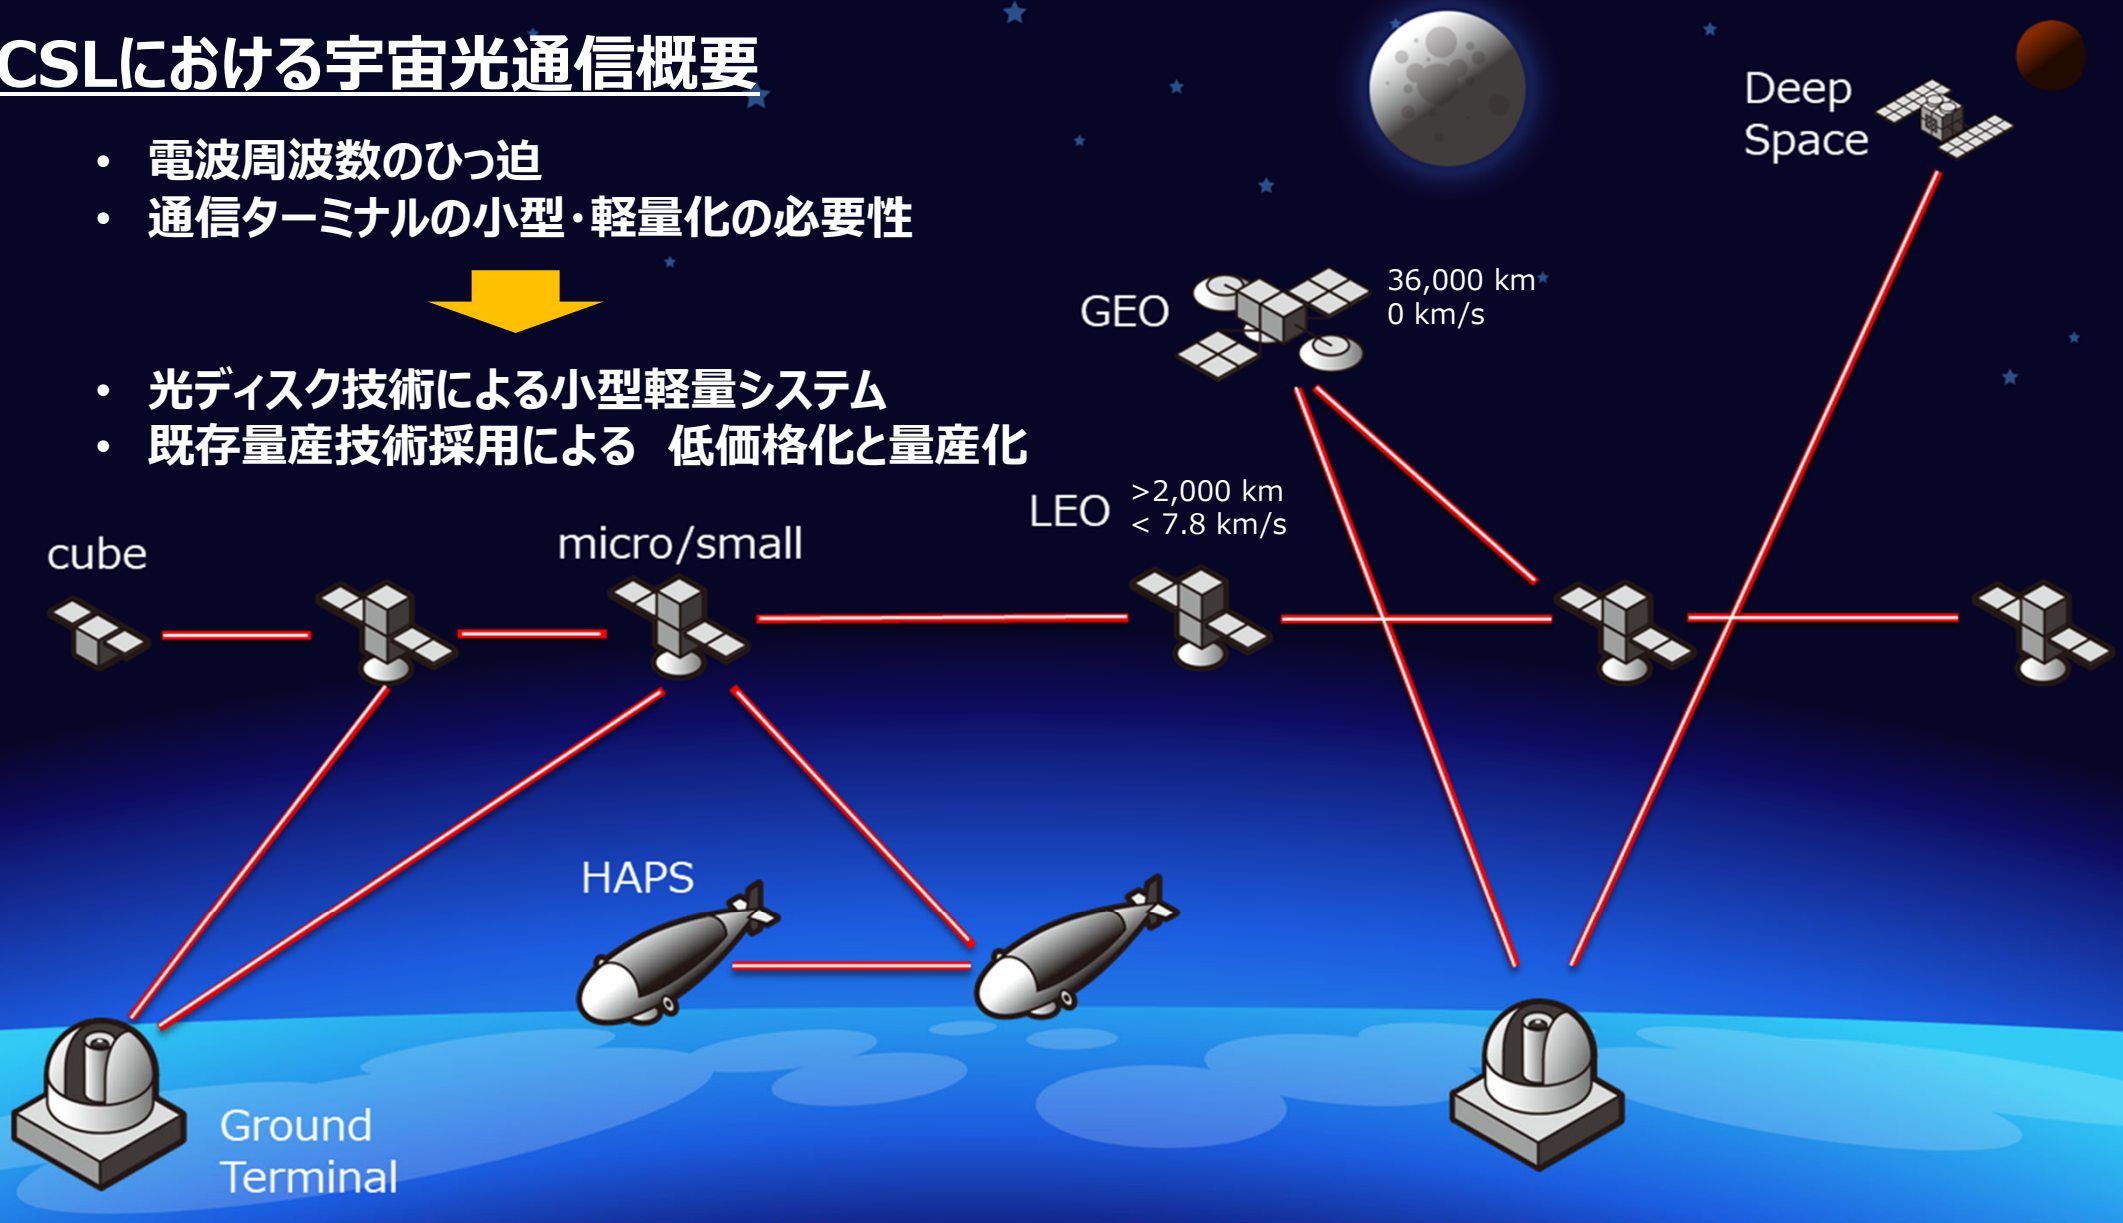 CSLにおける宇宙光通信概要
• 電波周波数のひっ迫
• 通信ターミナルの小型・軽量化の必要性
• 光ディスク技術による小型軽量システム
• 既存量産技術採用による　低価格化と量産化
Deep
Space
GEO
36,000 km
0 km/s
LEO
>2,000 km
< 7.8 km/s
cube
micro/small
HAPS
Ground
Terminal